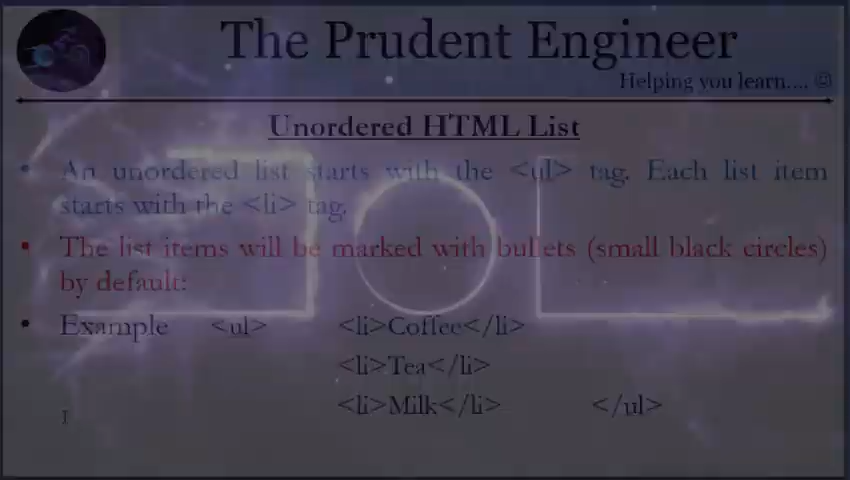 The Prudent Engineer
Helping you learn.... ☺
Unordered HTML List
• An unordered list starts with the <ul> tag. Each list item
starts with the <li> tag.
• The list items will be marked with bullets (small black circles)
by default:
• Example <ul> <li>Coffee</li>
<li>Tea</li>
<li>Milk</li> </ul>